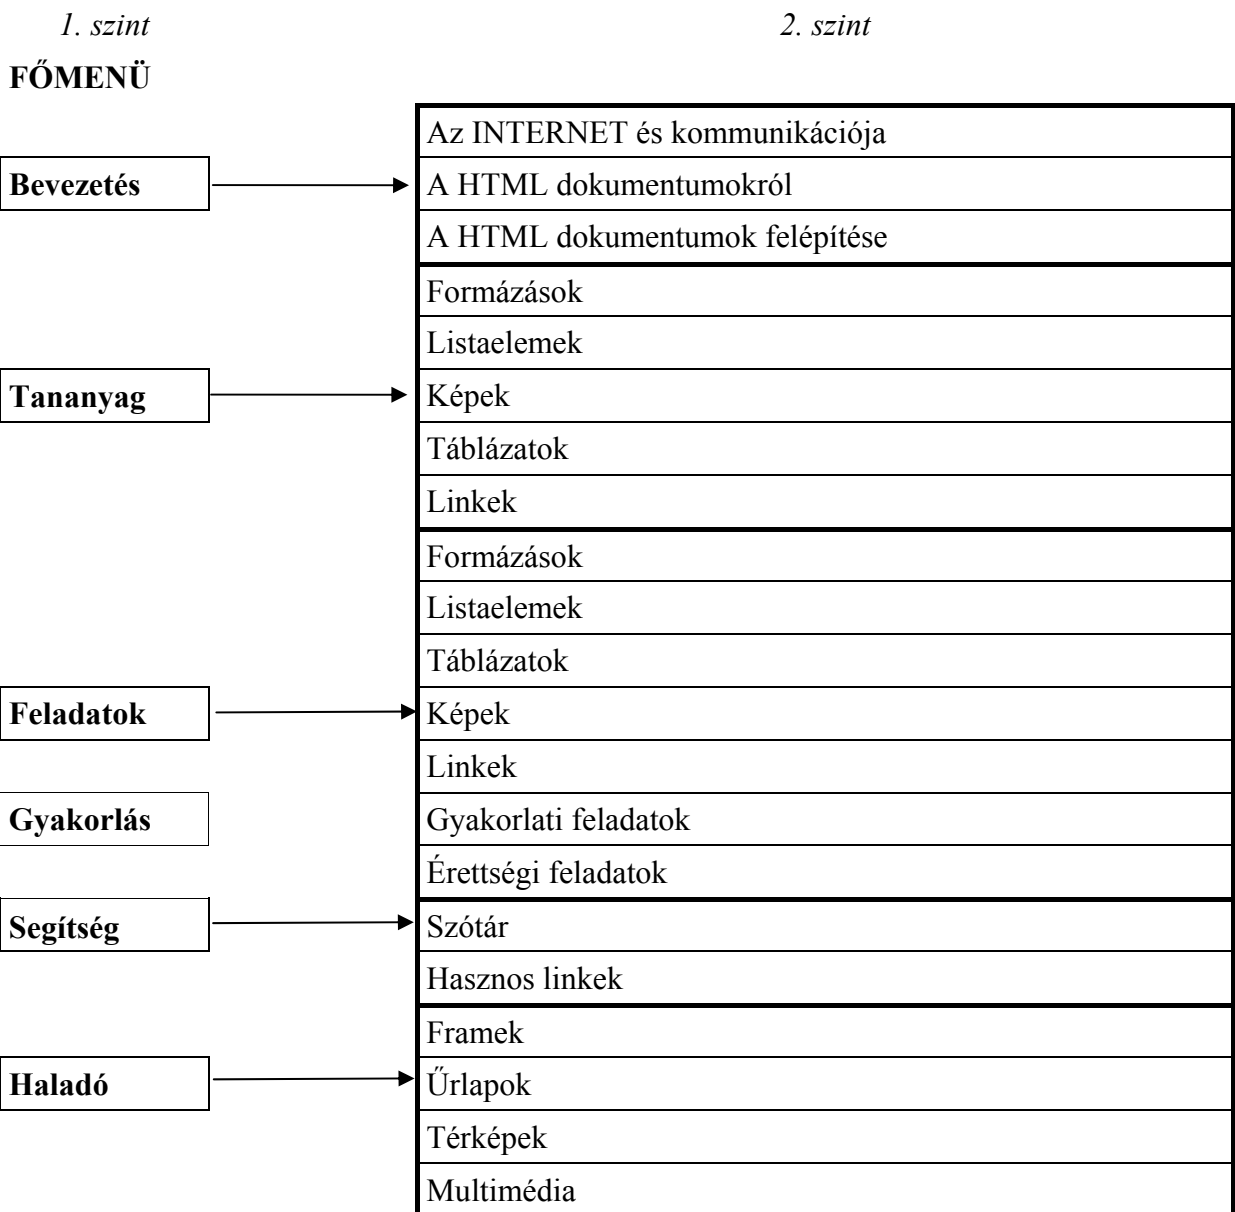 1. szint 2. szint
FŐMENÜ
Az INTERNET és kommunikációja
Bevezetés A HTML dokumentumokról
A HTML dokumentumok felépítése
Formázások
Listaelemek
Tananyag Képek
Táblázatok
Linkek
Formázások
Listaelemek
Táblázatok
Feladatok Képek
Linkek
Gyakorlás Gyakorlati feladatok
Érettségi feladatok
Segítség Szótár
Hasznos linkek
Framek
Haladó Űrlapok
Térképek
Multimédia